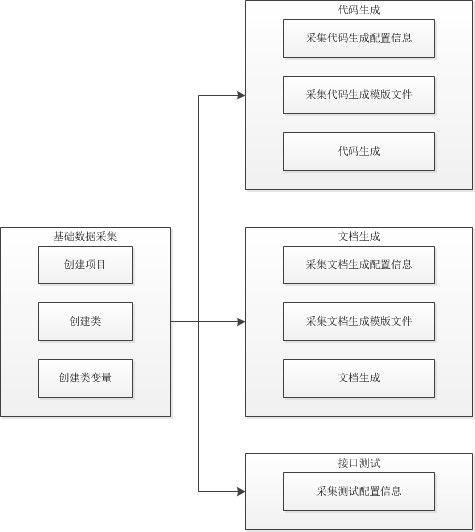 代码生成
采集代码生成配置信息
采集代码生成模版文件
代码生成
基础数据采集
创建项目
创建类
创建类变量
文档生成
采集文档生成配置信息
采集文档生成模版文件
文档生成
接口测试
采集测试配置信息